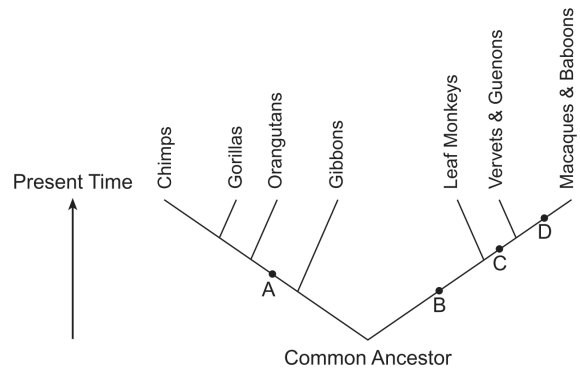 Chimps
Gorillas
Orangutans
Gibbons
Leaf Monkeys
Vervets & Guenons
Macaques & Baboons
Present Time
A
B
C
D
Common Ancestor